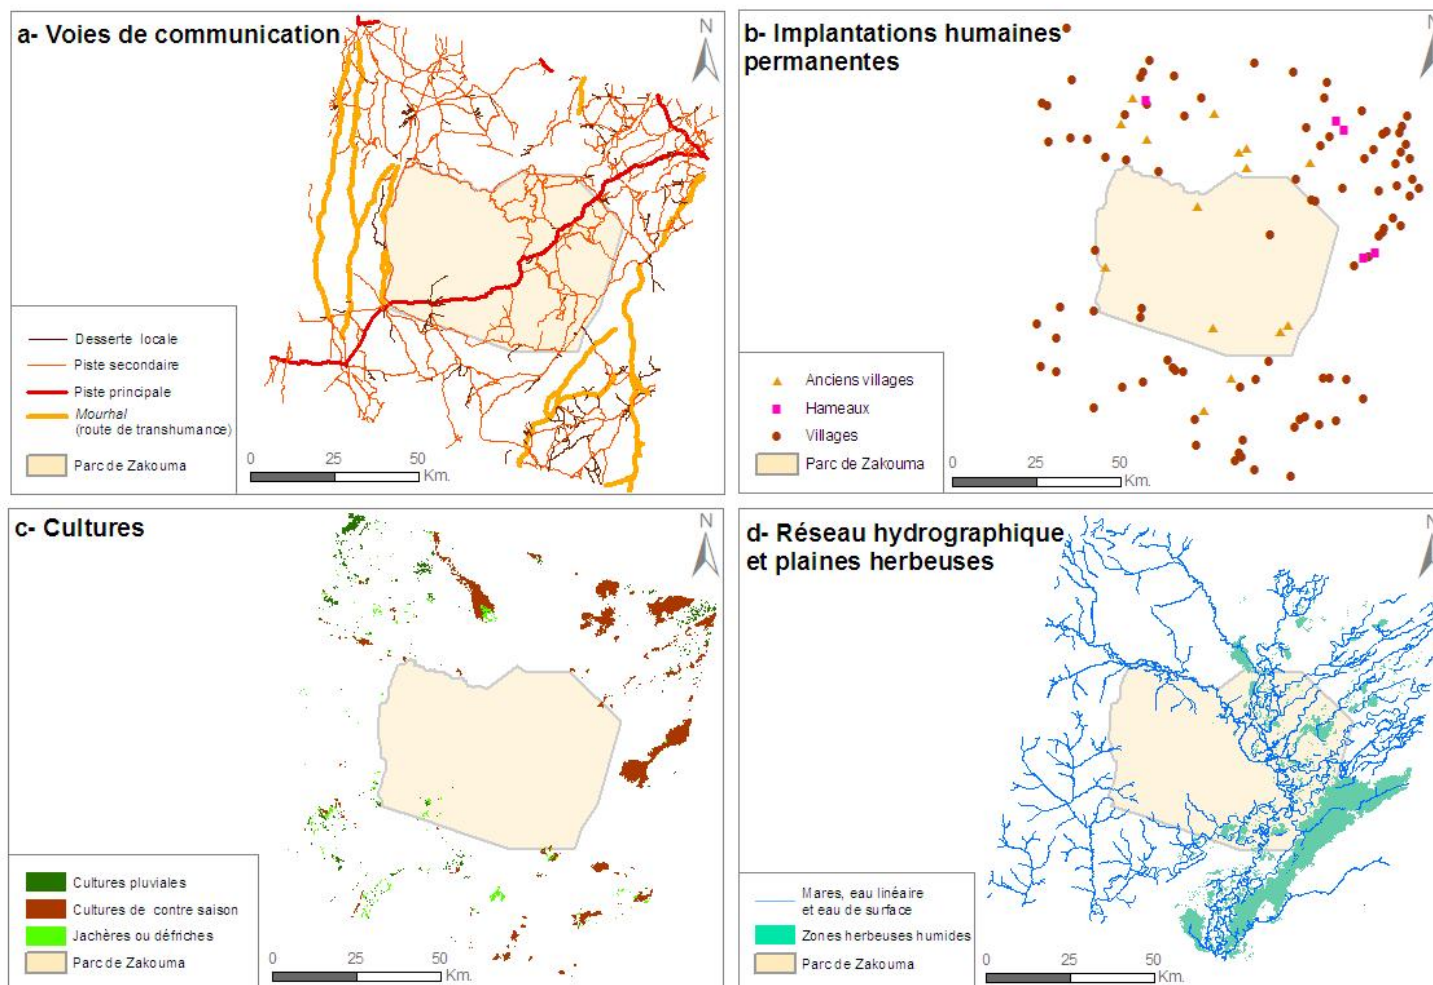 a- Voies de communication
N
Desserte locale
Piste secondaire
Piste principale
Mourhal
(route de transhumance)
Parc de Zakouma
0 25 50
Km.
b- Implantations humaines
permanentes
N
Anciens villages
Hameaux
Villages
Parc de Zakouma
0 25 50
Km.
c- Cultures
N
Cultures pluviales
Cultures de contre saison
Jachères ou défriches
Parc de Zakouma
0 25 50
Km.
d- Réseau hydrographique
et plaines herbeuses
N
Mares, eau linéaire
et eau de surface
Zones herbeuses humides
Parc de Zakouma
0 25 50
Km.